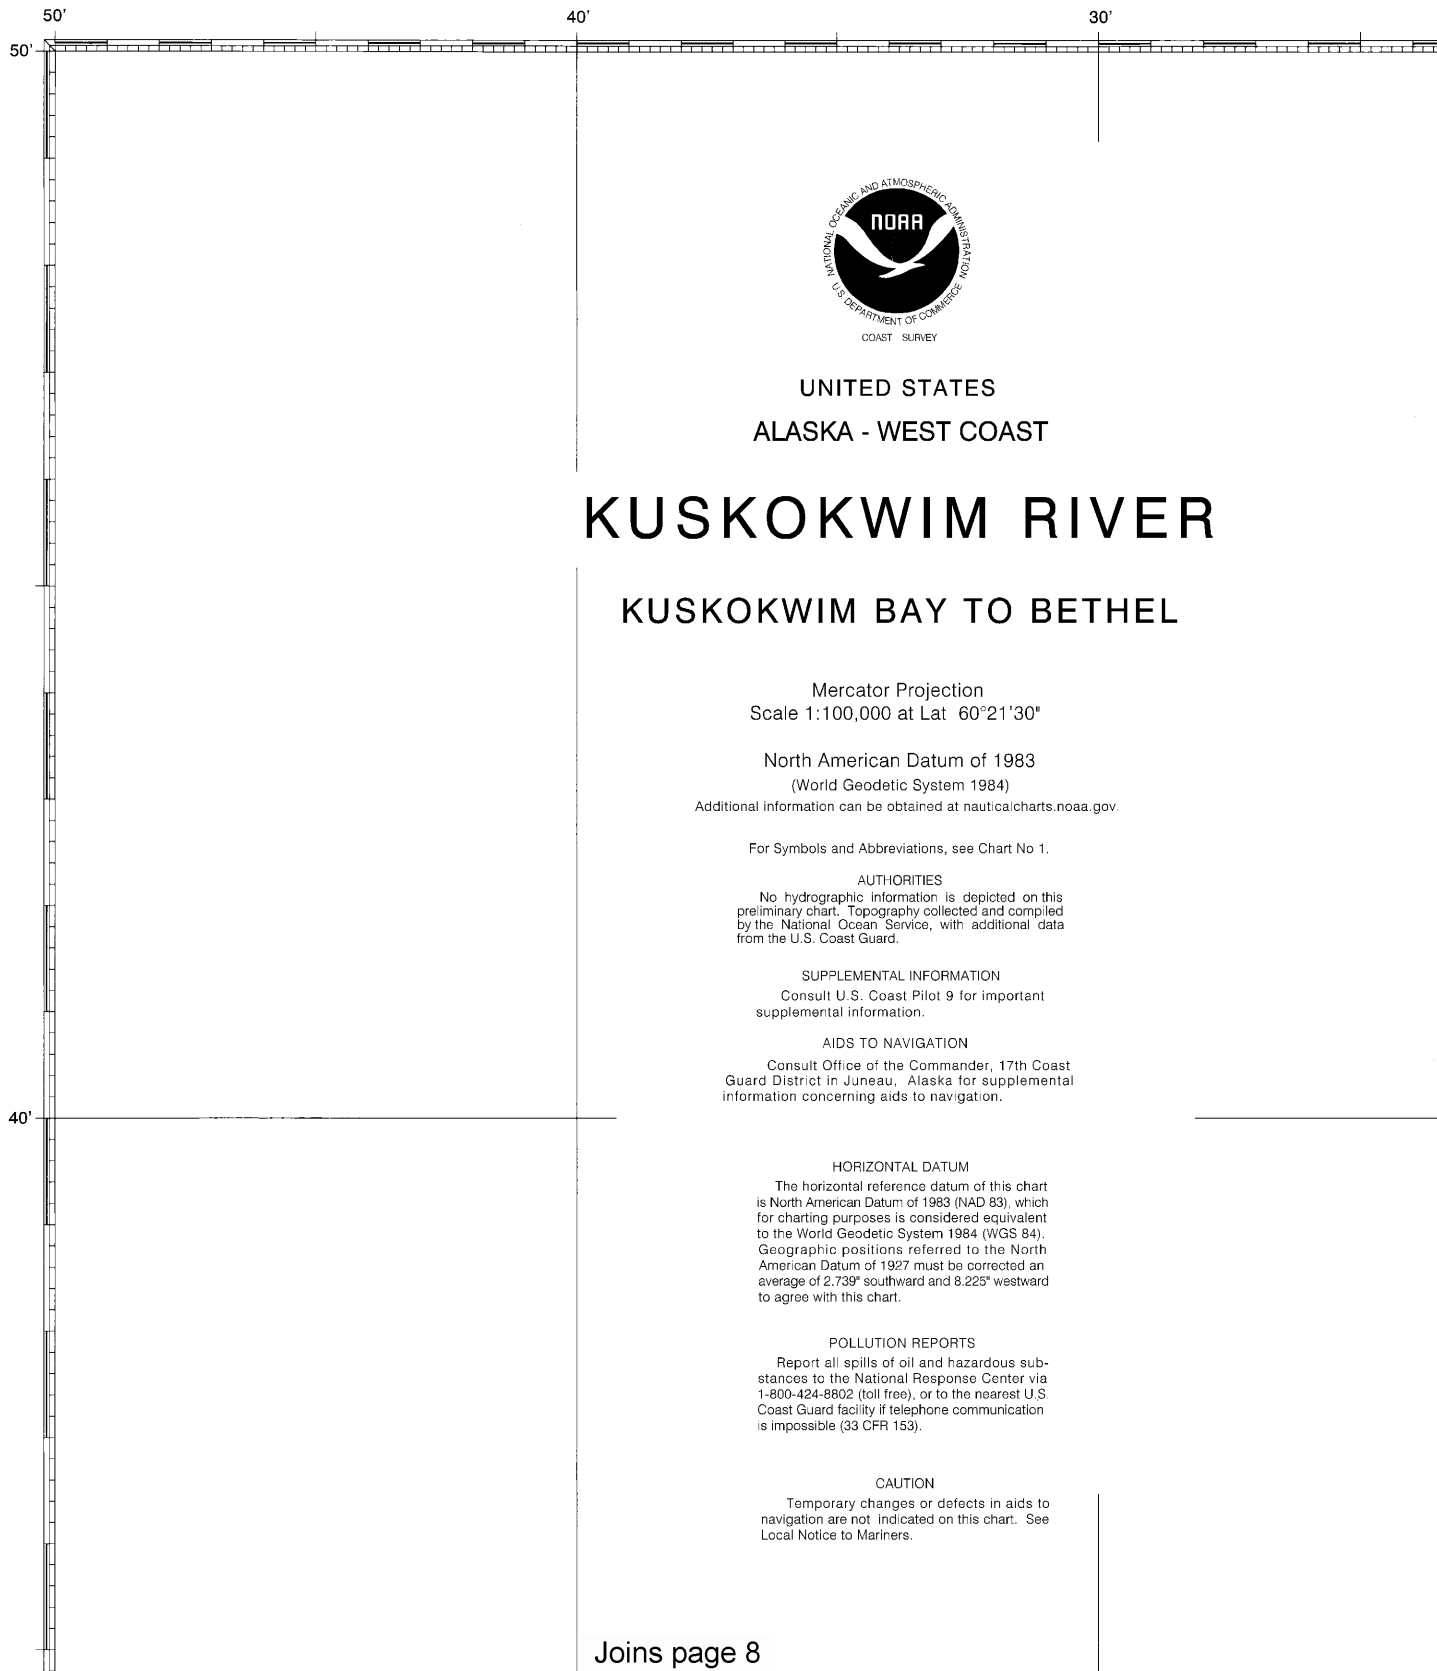 50' 40' 30'
50'
NATIONAL OCEANIC AND ATMOSPHERIC ADMINISTRATION
NOAA
U.S. DEPARTMENT OF COMMERCE
COAST SURVEY
UNITED STATES
ALASKA - WEST COAST
KUSKOKWIM RIVER
KUSKOKWIM BAY TO BETHEL
Mercator Projection
Scale 1:100,000 at Lat 60°21'30"
North American Datum of 1983
(World Geodetic System 1984)
Additional information can be obtained at nauticalcharts.noaa.gov.
For Symbols and Abbreviations, see Chart No 1.
AUTHORITIES
No hydrographic information is depicted on this
preliminary chart. Topography collected and compiled
by the National Ocean Service, with additional data
from the U.S. Coast Guard.
SUPPLEMENTAL INFORMATION
Consult U.S. Coast Pilot 9 for important
supplemental information.
AIDS TO NAVIGATION
Consult Office of the Commander, 17th Coast
Guard District in Juneau, Alaska for supplemental
information concerning aids to navigation.
40'
HORIZONTAL DATUM
The horizontal reference datum of this chart
is North American Datum of 1983 (NAD 83), which
for charting purposes is considered equivalent
to the World Geodetic System 1984 (WGS 84).
Geographic positions referred to the North
American Datum of 1927 must be corrected an
average of 2.739" southward and 8.225" westward
to agree with this chart.
POLLUTION REPORTS
Report all spills of oil and hazardous sub-
stances to the National Response Center via
1-800-424-8802 (toll free), or to the nearest U.S.
Coast Guard facility if telephone communication
is impossible (33 CFR 153).
CAUTION
Temporary changes or defects in aids to
navigation are not indicated on this chart. See
Local Notice to Mariners.
Joins page 8